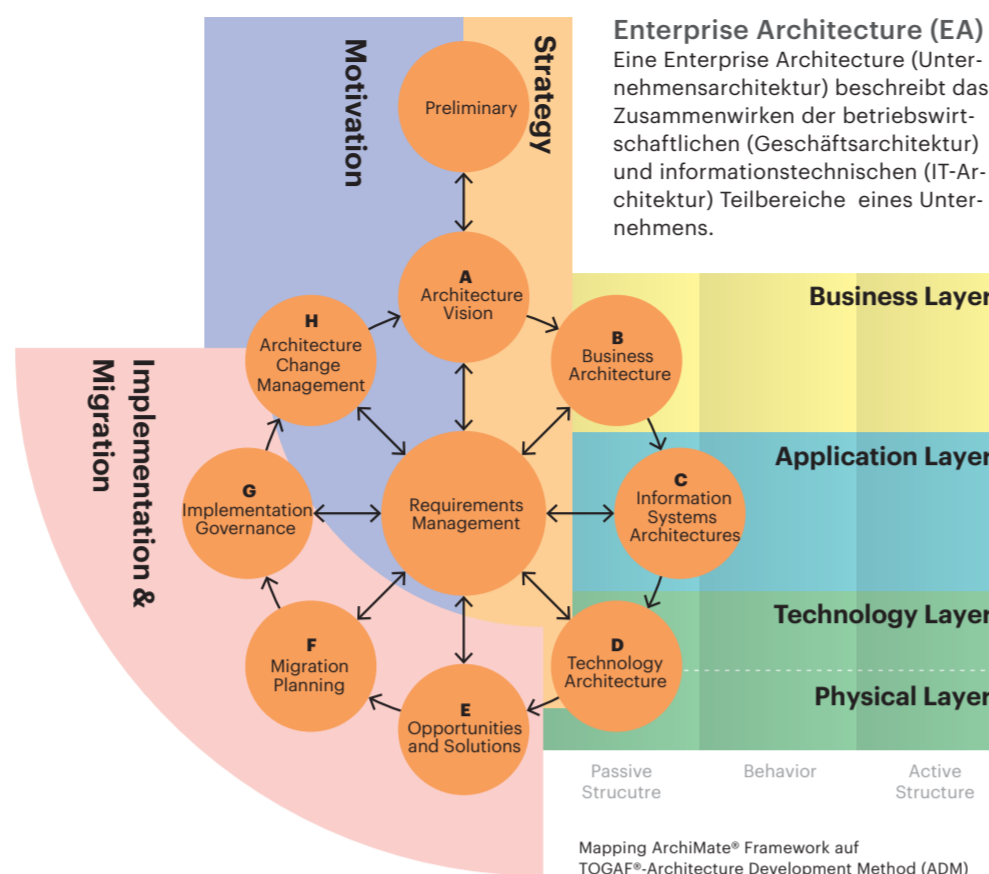 Enterprise Architecture (EA)
Eine Enterprise Architecture (Unter-
nehmensarchitektur) beschreibt das
Zusammenwirken der betriebswirt-
schaftlichen (Geschäftsarchitektur)
und informationstechnischen (IT-Ar-
chitektur) Teilbereiche eines Unter-
nehmens.
Motivation
Strategy
Preliminary
A
Architecture
Vision
H
Architecture
Change
Management
B
Business
Architecture
Business Layer
Implementation &
Migration
G
Implementation
Governance
Requirements
Management
C
Information
Systems
Architectures
Application Layer
F
Migration
Planning
E
Opportunities
and Solutions
D
Technology
Architecture
Technology Layer
Physical Layer
Passive
Strucutre
Behavior
Active
Structure
Mapping ArchiMate® Framework auf
TOGAF®-Architecture Development Method (ADM)